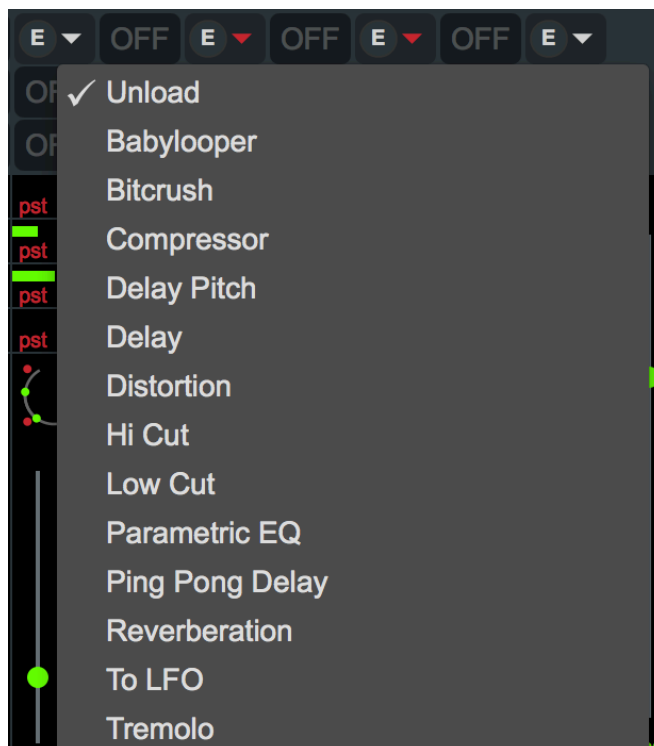 E OFF E OFF E OFF E
OF Unload
Babylooper
OF
Bitcrush
pst
Compressor
pst
Delay Pitch
pst
Delay
pst
Distortion
Hi Cut
Low Cut
Parametric EQ
Ping Pong Delay
Reverberation
To LFO
Tremolo